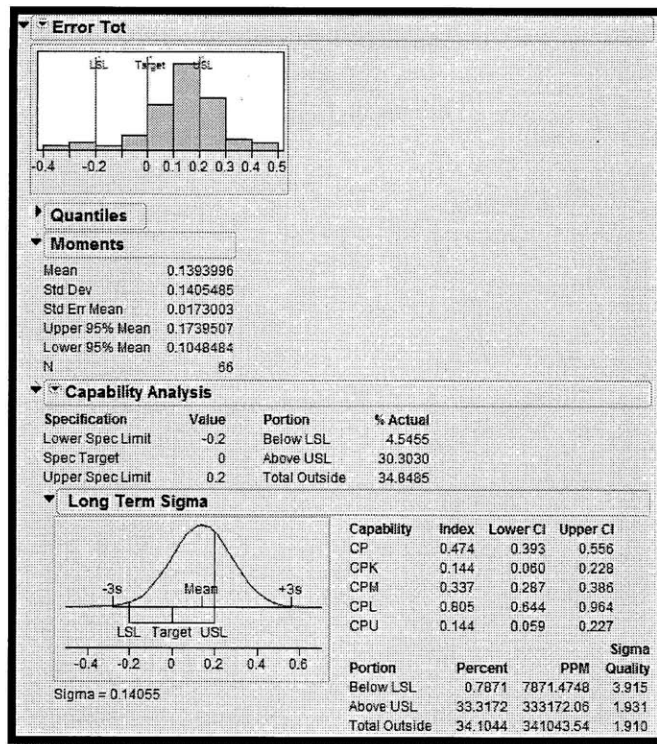 Error Tot
LSL Target USL
-0.4 -0.2 0 0.1 0.2 0.3 0.4 0.5
Quantiles
Moments
Mean 0.1393996
Std Dev 0.1405485
Std Err Mean 0.0173003
Upper 95% Mean 0.1739507
Lower 95% Mean 0.1048484
N 66
Capability Analysis
Specification Value Portion % Actual
Lower Spec Limit -0.2 Below LSL 4.5455
Spec Target 0 Above USL 30.3030
Upper Spec Limit 0.2 Total Outside 34.8485
Long Term Sigma
-3s Mean +3s
LSL Target USL
-0.4 -0.2 0 0.2 0.4 0.6
Sigma = 0.14055
Capability Index Lower CI Upper CI
CP 0.474 0.393 0.556
CPK 0.144 0.060 0.228
CPM 0.337 0.287 0.386
CPL 0.805 0.644 0.964
CPU 0.144 0.059 0.227
Sigma
Portion Percent PPM Quality
Below LSL 0.7871 7871.4748 3.915
Above USL 33.3172 333172.06 1.931
Total Outside 34.1044 341043.54 1.910